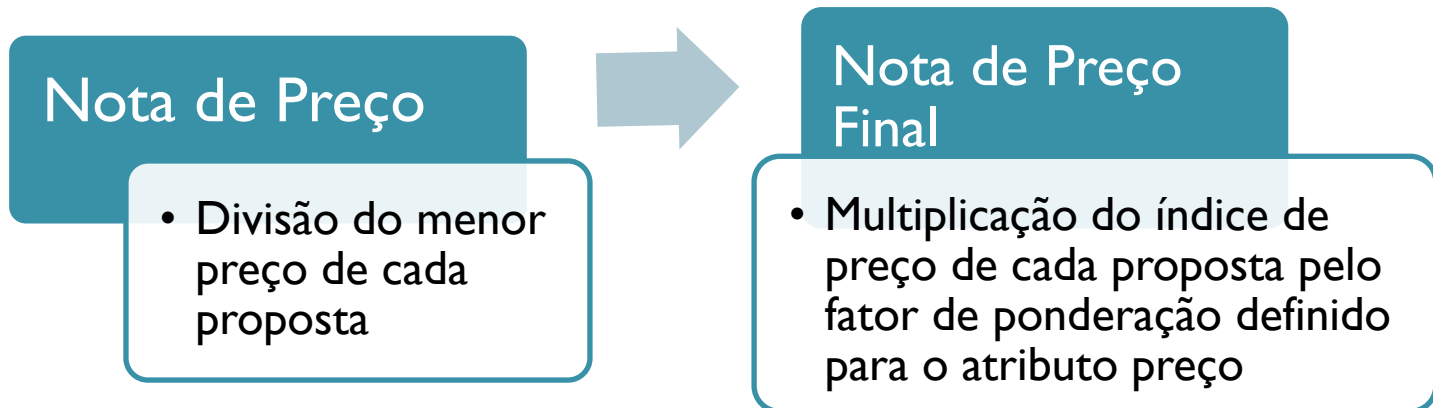 Nota de Preço
• Divisão do menor
preço de cada
proposta
Nota de Preço
Final
• Multiplicação do índice de
preço de cada proposta pelo
fator de ponderação definido
para o atributo preço